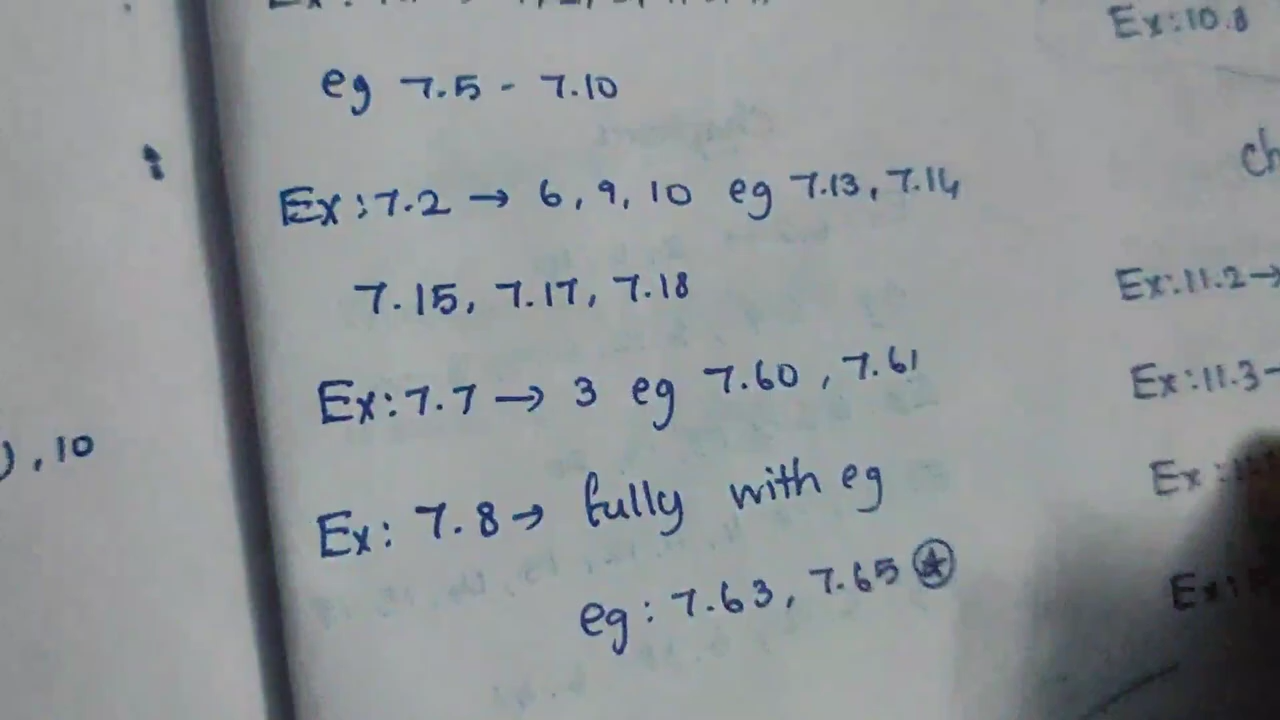 eg 7.5 - 7.10
Ex:7.2 → 6, 9, 10 eg 7.13, 7.14
7.15, 7.17, 7.18
Ex:7.7 → 3 eg 7.60, 7.61
Ex: 7.8 → fully with eg
eg: 7.63, 7.65
), 10
Ex:10.8
ch
Ex:11.2→
Ex:11.3-
Ex:
Ex: